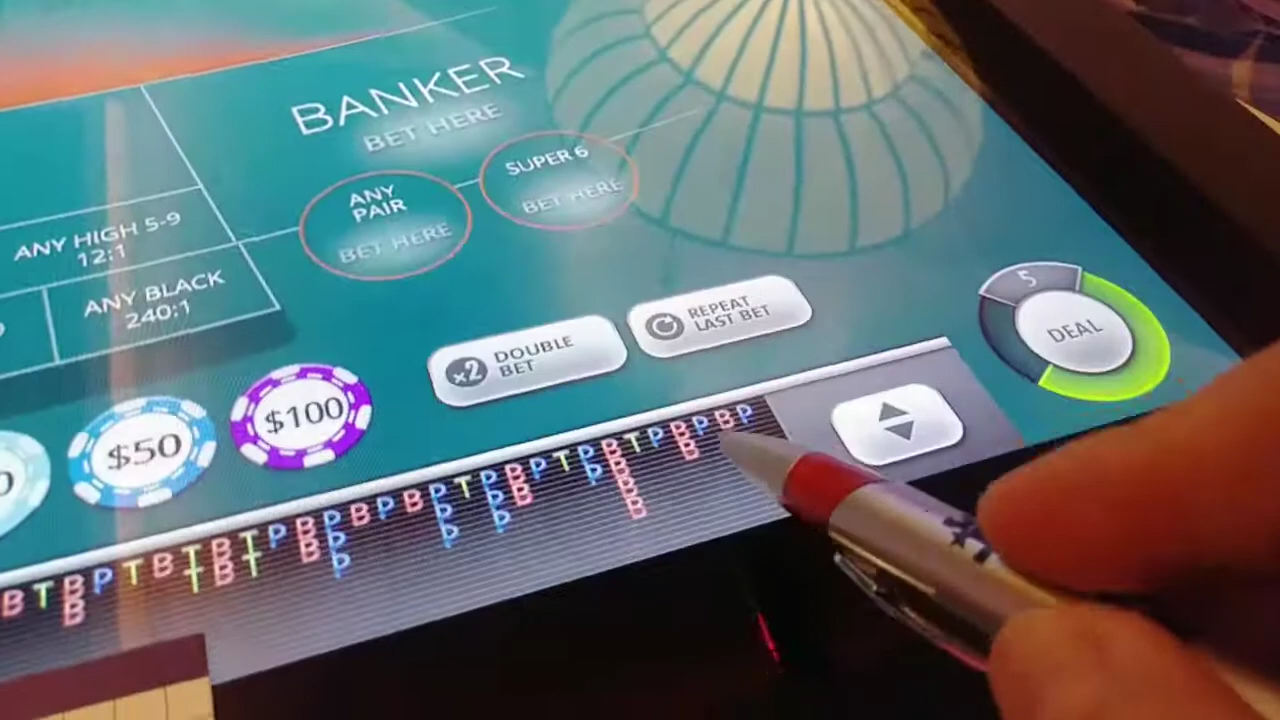 BANKER
BET HERE
ANY
PAIR
BET HERE
SUPER 6
BET HERE
ANY HIGH 5-9
12:1
ANY BLACK
240:1
x2 DOUBLE
BET
REPEAT
LAST BET
5
DEAL
$50
$100
B T B P T B T B T P B P B P B P T P B P T P B T P B P B P
B T B T B P P P B P B B
B P P P B
P B